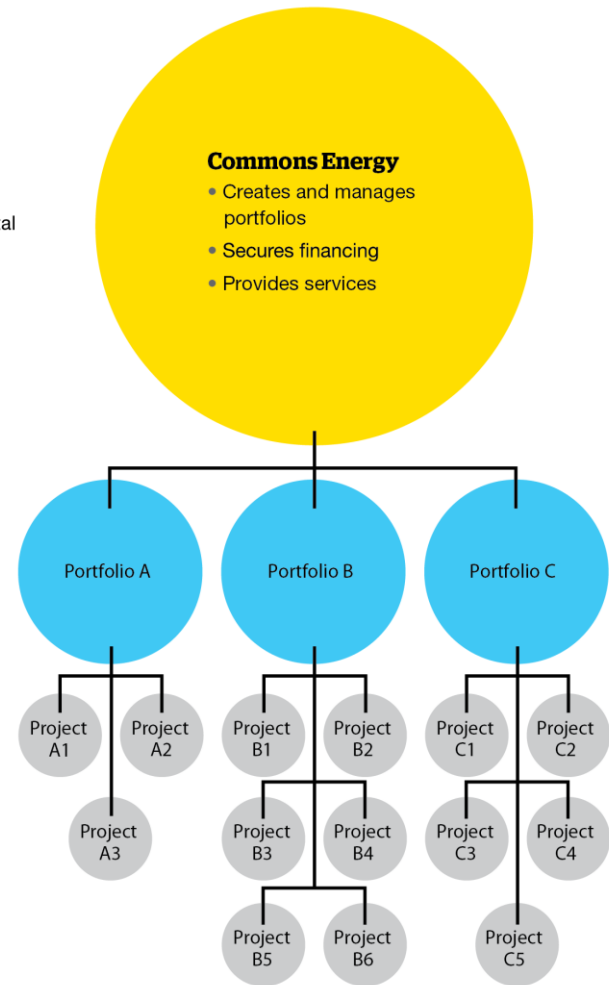 Commons Energy
• Creates and manages
portfolios
• Secures financing
• Provides services
tal
Portfolio A
Portfolio B
Portfolio C
Project
A1
Project
A2
Project
B1
Project
B2
Project
C1
Project
C2
Project
A3
Project
B3
Project
B4
Project
C3
Project
C4
Project
B5
Project
B6
Project
C5